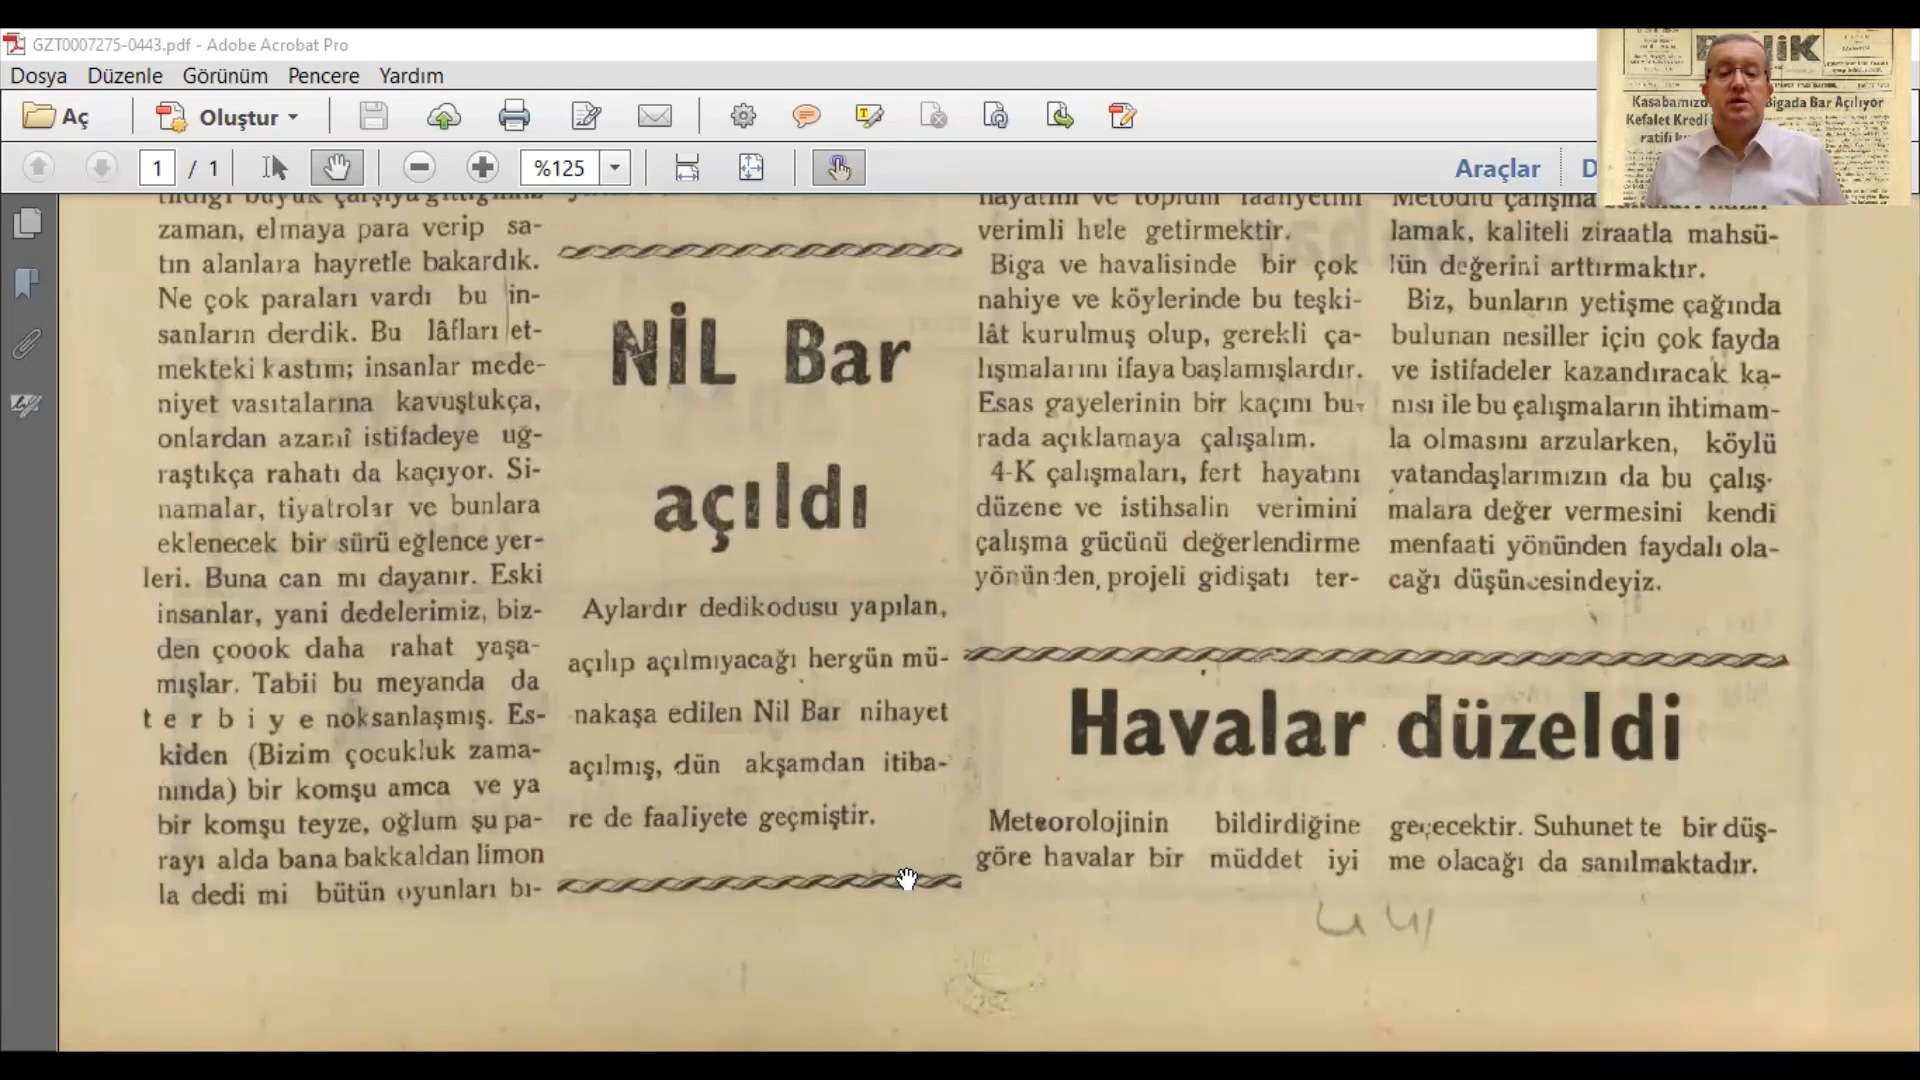 GZT0007275-0443.pdf - Adobe Acrobat Pro
Dosya Düzenle Görünüm Pencere Yardım
Aç
Oluştur
1 / 1
%125
Araçlar
Kasabamızd
Bigada Bar Açılıyor
Kefalet Kredi
zaman, elmaya para verip sa-
tın alanlara hayretle bakardık.
Ne çok paraları vardı bu in-
sanların derdik. Bu lâfları et-
mekteki kastım; insanlar mede-
niyet vasıtalarına kavuştukça,
onlardan azamî istifadeye uğ-
raştıkça rahatı da kaçıyor. Si-
namalar, tiyatrolar ve bunlara
eklenecek bir sürü eğlence yer-
leri. Buna can mı dayanır. Eski
insanlar, yani dedelerimiz, biz-
den çoook daha rahat yaşa-
mışlar. Tabii bu meyanda da
t e r b i y e noksanlaşmış. Es-
kiden (Bizim çocukluk zama-
nında) bir komşu amca ve ya
bir komşu teyze, oğlum şu pa-
rayı alda bana bakkaldan limon
la dedi mi bütün oyunları bı-
NİL Bar
açıldı
Aylardır dedikodusu yapılan,
açılıp açılmıyacağı hergün mü-
nakaşa edilen Nil Bar nihayet
açılmış, dün akşamdan itiba-
re de faaliyete geçmiştir.
hayatını ve toplum faaliyetini
verimli hele getirmektir.
Biga ve havalisinde bir çok
nahiye ve köylerinde bu teşki-
lât kurulmuş olup, gerekli ça-
lışmalarını ifaya başlamışlardır.
Esas gayelerinin bir kaçını bu-
rada açıklamaya çalışalım.
4-K çalışmaları, fert hayatını
düzene ve istihsalin verimini
çalışma gücünü değerlendirme
yönünden, projeli gidişatı ter-
Metodlu çalışma
lamak, kaliteli ziraatla mahsü-
lün değerini arttırmaktır.
Biz, bunların yetişme çağında
bulunan nesiller için çok fayda
ve istifadeler kazandıracak ka-
nısı ile bu çalışmaların ihtimam-
la olmasını arzularken, köylü
vatandaşlarımızın da bu çalış-
malara değer vermesini kendi
menfaati yönünden faydalı ola-
cağı düşüncesindeyiz.
Havalar düzeldi
Meteorolojinin bildirdiğine
göre havalar bir müddet iyi
geçecektir. Suhunet te bir düş-
me olacağı da sanılmaktadır.